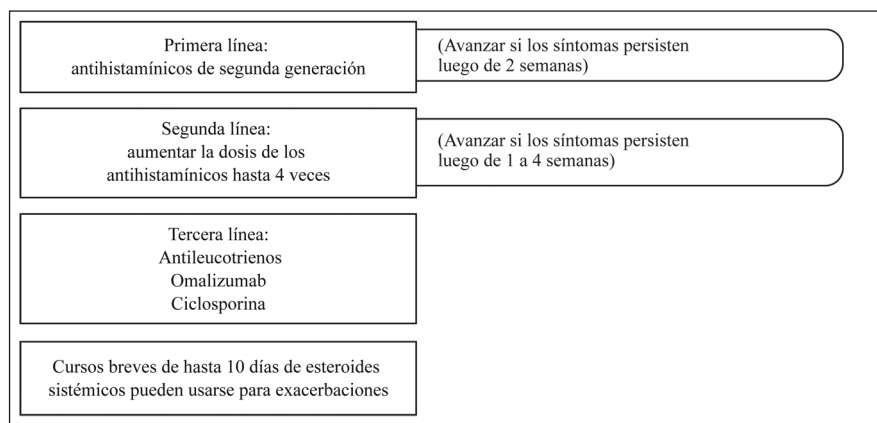 Primera línea:
antihistamínicos de segunda generación
(Avanzar si los síntomas persisten
luego de 2 semanas)
Segunda línea:
aumentar la dosis de los
antihistamínicos hasta 4 veces
(Avanzar si los síntomas persisten
luego de 1 a 4 semanas)
Tercera línea:
Antileucotrienos
Omalizumab
Ciclosporina
Cursos breves de hasta 10 días de esteroides
sistémicos pueden usarse para exacerbaciones